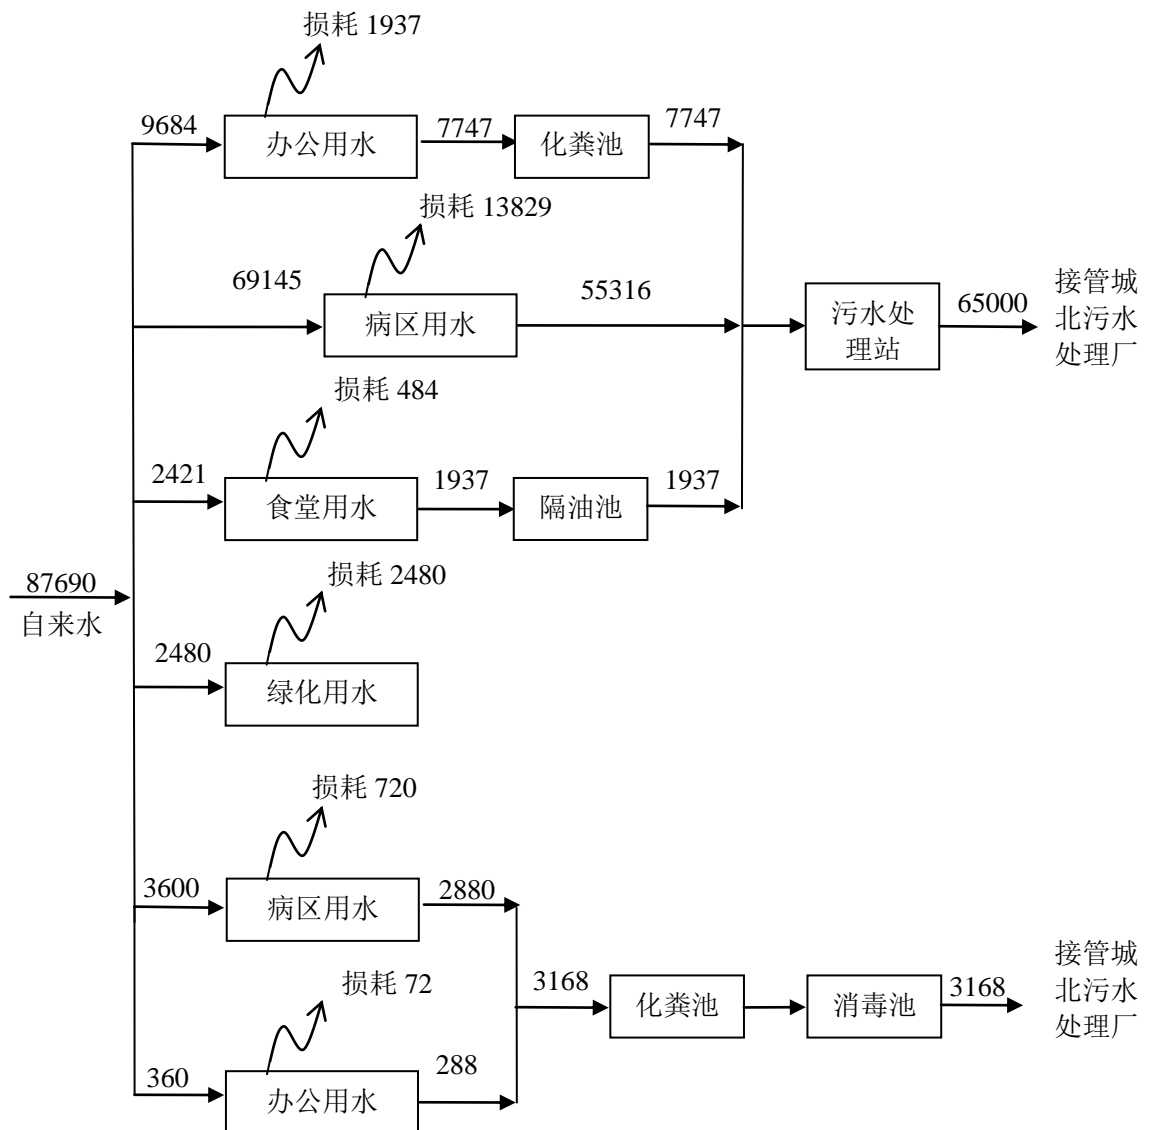 损耗 1937
9684
办公用水
7747
化粪池
7747
损耗 13829
69145
病区用水
55316
污水处
理站
65000
接管城
北污水
处理厂
损耗 484
2421
食堂用水
1937
隔油池
1937
87690
自来水
损耗 2480
2480
绿化用水
损耗 720
3600
病区用水
2880
损耗 72
360
办公用水
288
3168
化粪池
消毒池
3168
接管城
北污水
处理厂